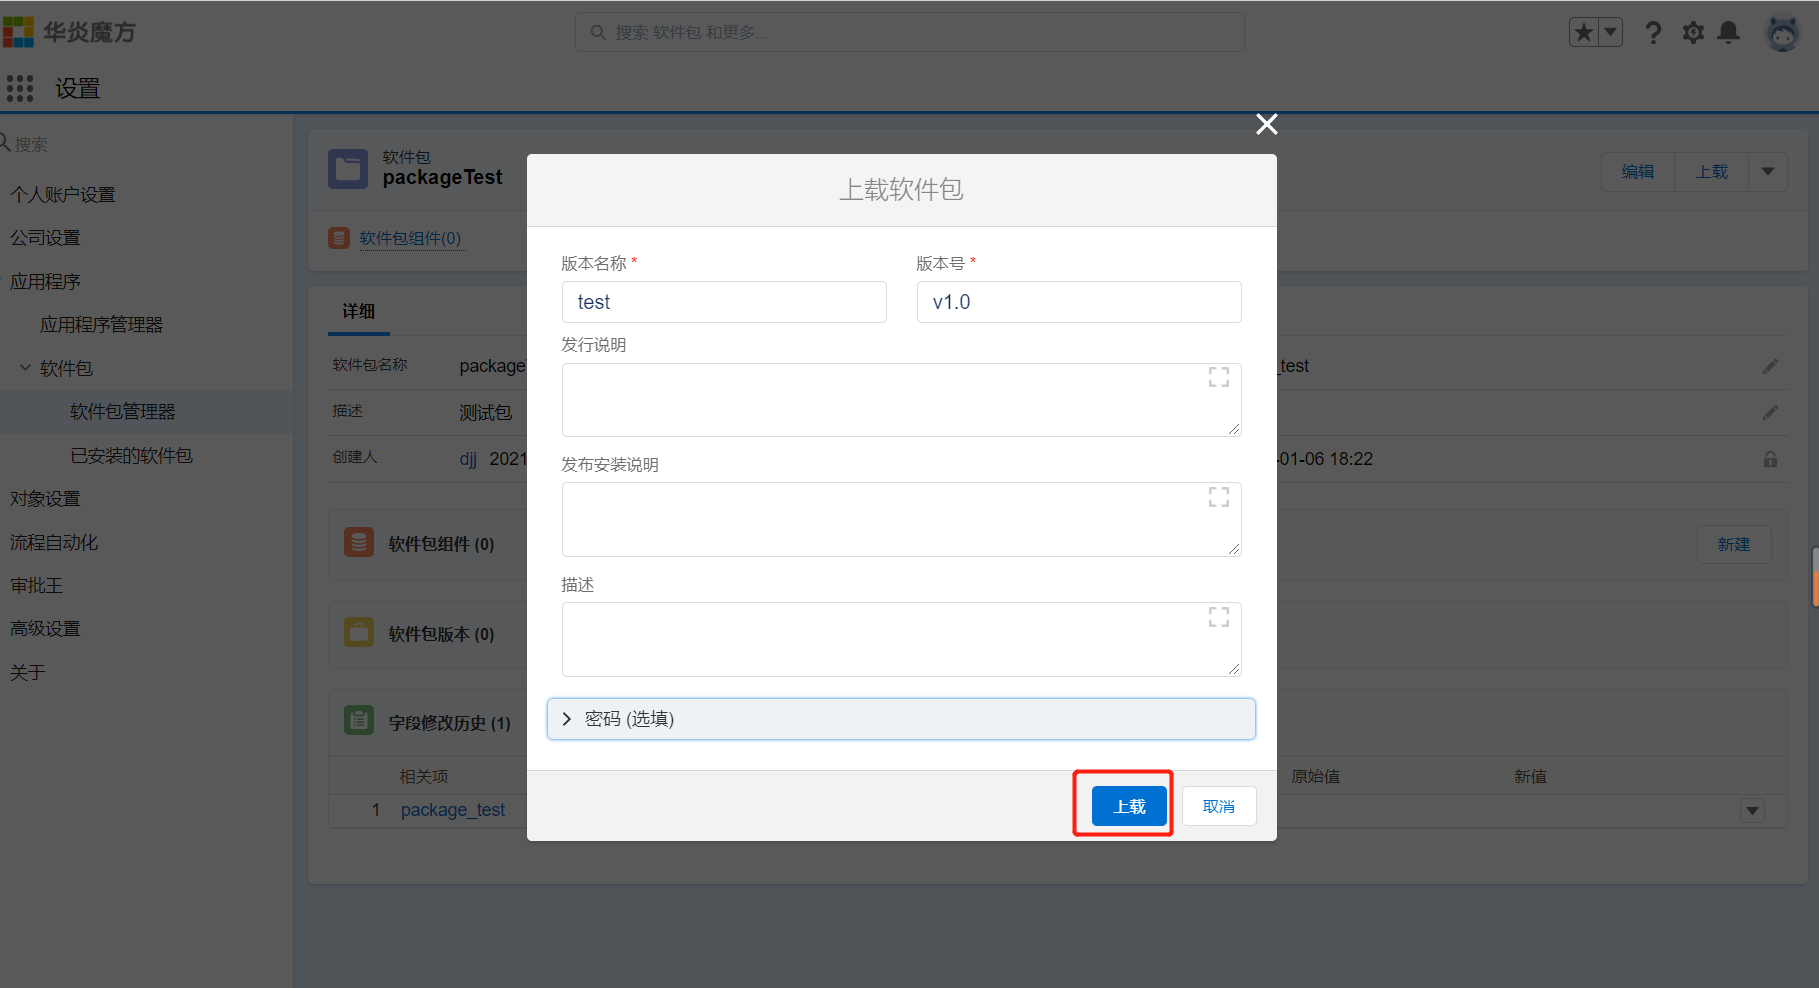 华炎魔方
搜索 软件包 和更多...
设置
搜索
个人账户设置
公司设置
应用程序
应用程序管理器
软件包
软件包管理器
已安装的软件包
对象设置
流程自动化
审批王
高级设置
关于
软件包
packageTest
编辑
上载
软件包组件(0)
详细
软件包名称
package
_test
描述
测试包
创建人
djj 2021
-01-06 18:22
软件包组件 (0)
新建
软件包版本 (0)
字段修改历史 (1)
相关项
原始值
新值
1 package_test
上载软件包
版本名称 *
版本号 *
test
v1.0
发行说明
发布安装说明
描述
密码 (选填)
上载
取消